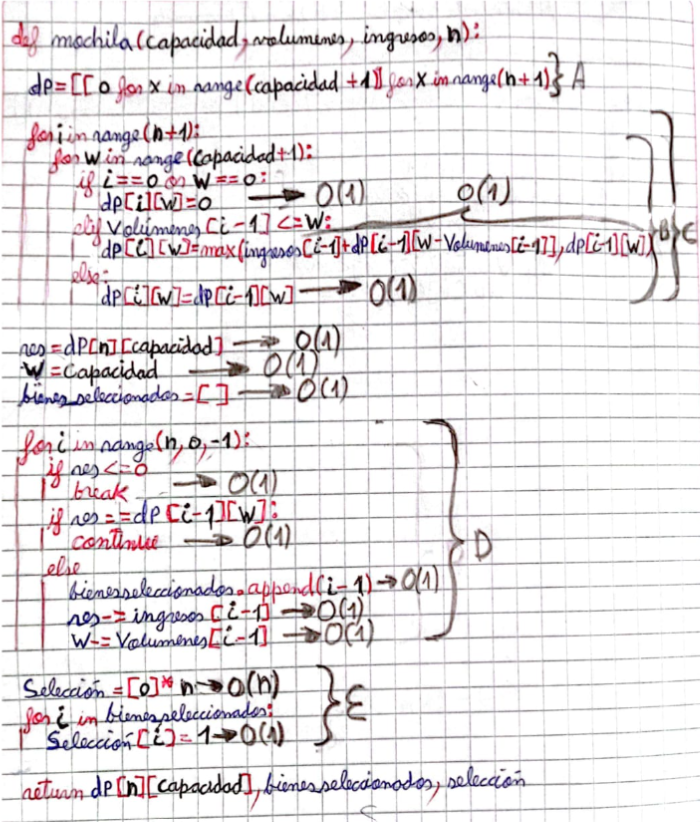 def mochila(capacidad, volumenes, ingresos, n):
dp=[[0 for x in range(capacidad +1)] for x in range(n+1)} A
for i in range(n+1):
for w in range(capacidad+1):
if i==0 or w==0:
dp[i][w]=0 → O(1) O(1)
elif Volúmenes [i-1] <=w:
dp[i][w]=max(ingresos[i-1]+dp[i-1][w-Volumenes[i-1]], dp[i-1][w]) B C
else:
dp[i][w]=dp[i-1][w] → O(1)
res=dp[n][capacidad] → O(1)
w=capacidad → O(1)
bienes_seleccionados=[ ] → O(1)
for i in range(n, 0, -1):
if res<=0
break → O(1)
if res==dp[i-1][w]:
continue → O(1)
D
else
bienesseleccionados.append(i-1) → O(1)
res-=ingresos[i-1] → O(1)
w-=Volumenes[i-1] → O(1)
Selección=[0]*n → O(n)
for i in bienesseleccionados: E
Selección[i]=1 → O(1)
return dp[n][capacidad], bienesseleccionados, selección